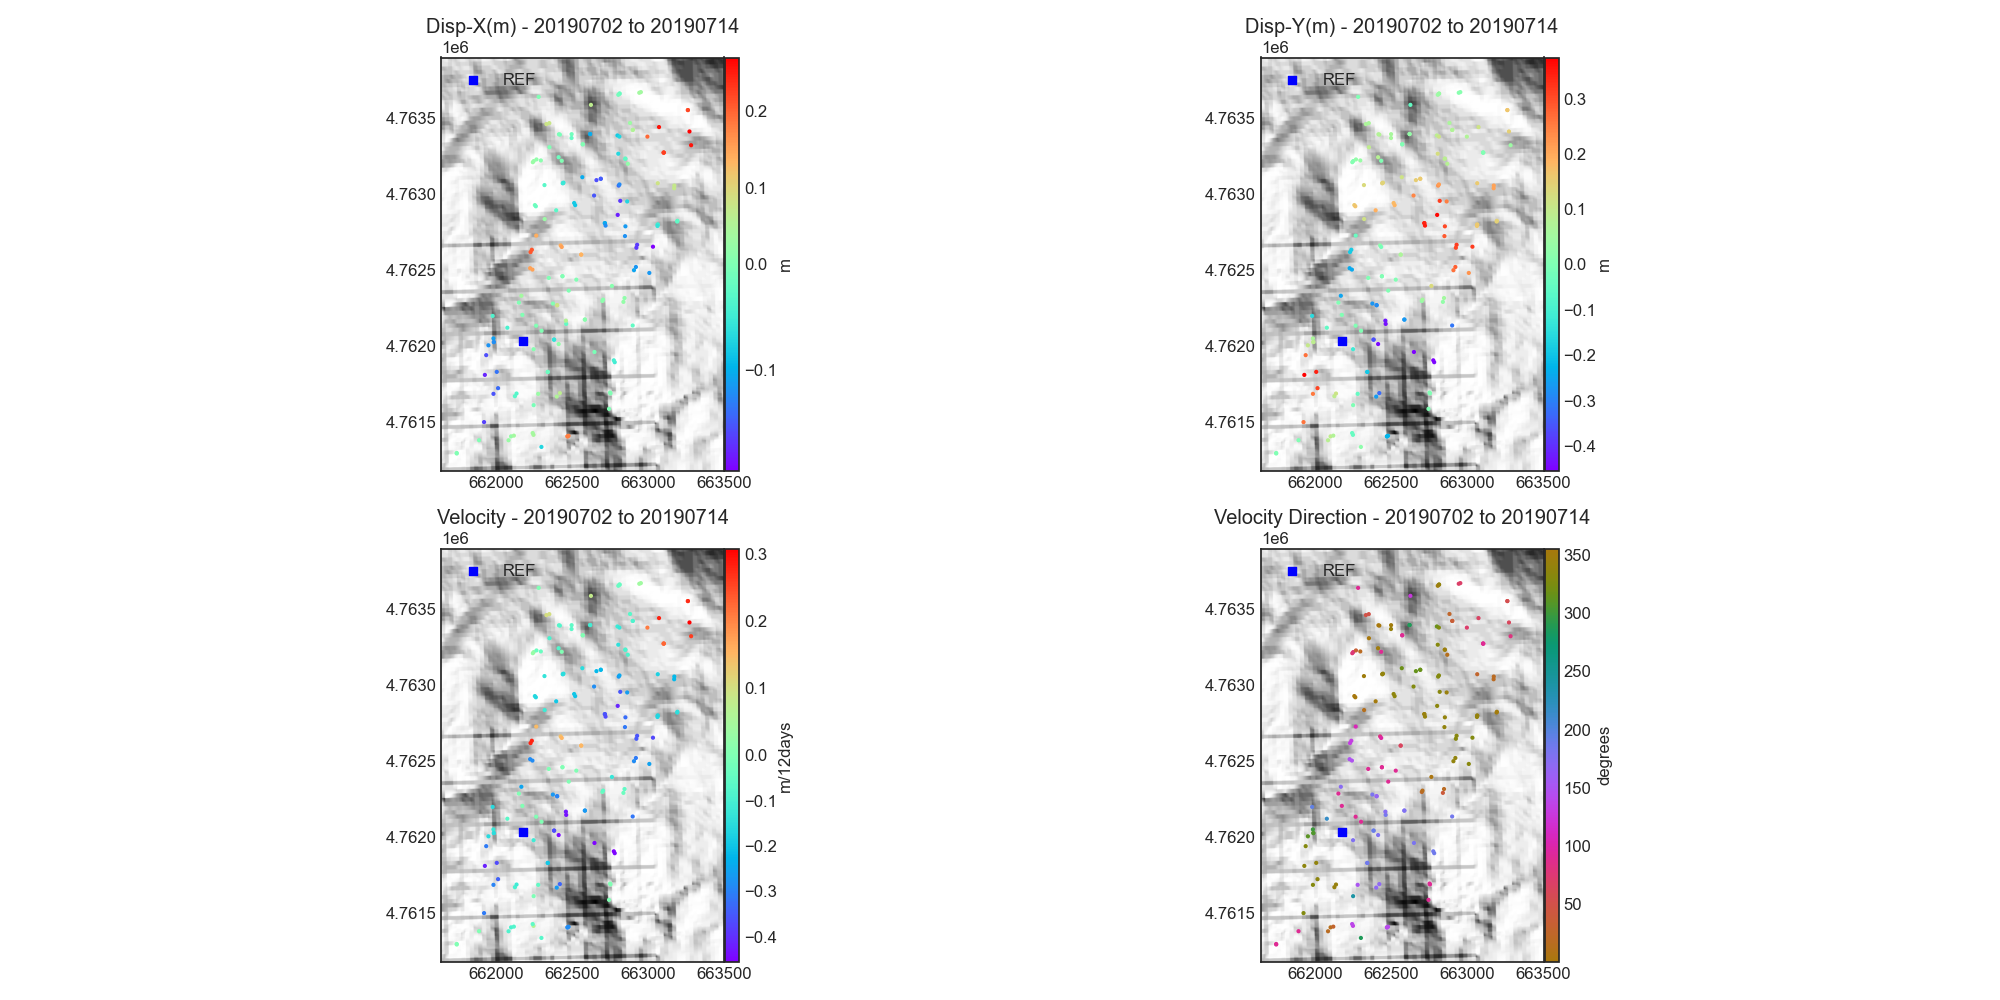 Disp-X(m) - 20190702 to 20190714
1e6
REF
4.7635
4.7630
4.7625
4.7620
4.7615
662000 662500 663000 663500
0.2
0.1
0.0
−0.1
m
Disp-Y(m) - 20190702 to 20190714
1e6
REF
4.7635
4.7630
4.7625
4.7620
4.7615
662000 662500 663000 663500
0.3
0.2
0.1
0.0
−0.1
−0.2
−0.3
−0.4
m
Velocity - 20190702 to 20190714
1e6
REF
4.7635
4.7630
4.7625
4.7620
4.7615
662000 662500 663000 663500
0.3
0.2
0.1
0.0
−0.1
−0.2
−0.3
−0.4
m/12days
Velocity Direction - 20190702 to 20190714
1e6
REF
4.7635
4.7630
4.7625
4.7620
4.7615
662000 662500 663000 663500
350
300
250
200
150
100
50
degrees